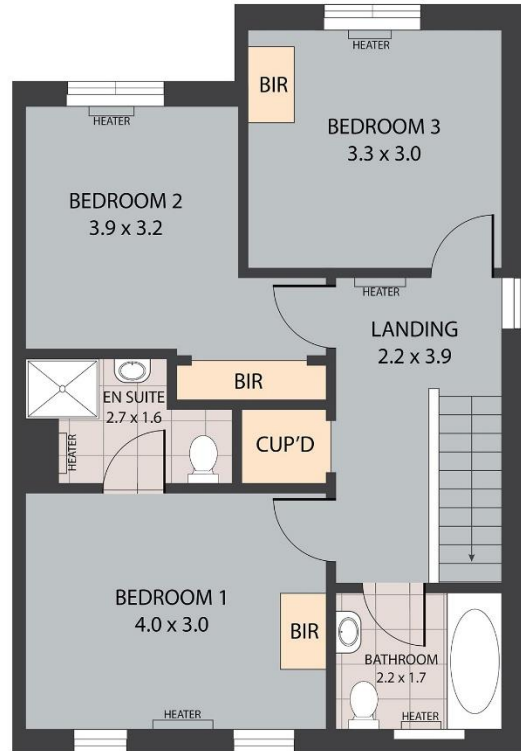 HEATER
BIR
BEDROOM 3
3.3 x 3.0
HEATER
BEDROOM 2
3.9 x 3.2
HEATER
LANDING
2.2 x 3.9
BIR
EN SUITE
2.7 x 1.6
HEATER
CUP'D
BEDROOM 1
4.0 x 3.0
BIR
HEATER
BATHROOM
2.2 x 1.7
HEATER